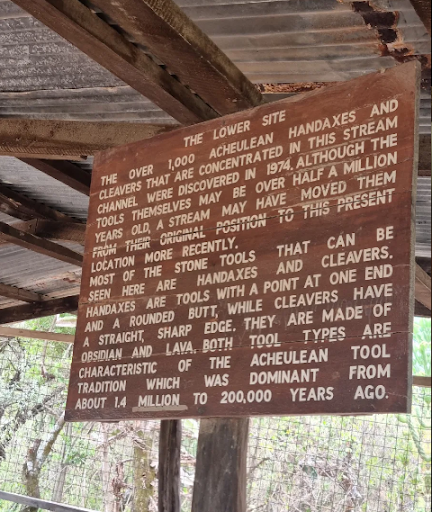 THE LOWER SITE
THE OVER 1,000 ACHEULEAN HANDAXES AND
CLEAVERS THAT ARE CONCENTRATED IN THIS STREAM
CHANNEL WERE DISCOVERED IN 1974. ALTHOUGH THE
TOOLS THEMSELVES MAY BE OVER HALF A MILLION
YEARS OLD, A STREAM MAY HAVE MOVED THEM
FROM THEIR ORIGINAL POSITION TO THIS PRESENT
LOCATION MORE RECENTLY.
MOST OF THE STONE TOOLS THAT CAN BE
SEEN HERE ARE HANDAXES AND CLEAVERS.
HANDAXES ARE TOOLS WITH A POINT AT ONE END
AND A ROUNDED BUTT, WHILE CLEAVERS HAVE
A STRAIGHT, SHARP EDGE. THEY ARE MADE OF
OBSIDIAN AND LAVA. BOTH TOOL TYPES ARE
CHARACTERISTIC OF THE ACHEULEAN TOOL
TRADITION WHICH WAS DOMINANT FROM
ABOUT 1.4 MILLION TO 200,000 YEARS AGO.